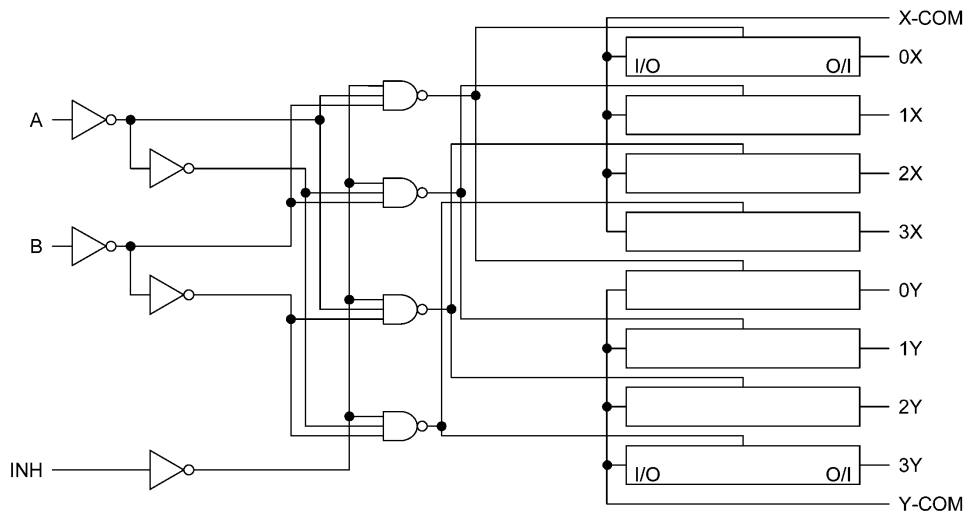 X-COM
I/O O/I 0X
1X
A
2X
3X
B
0Y
1Y
2Y
INH
I/O O/I 3Y
Y-COM